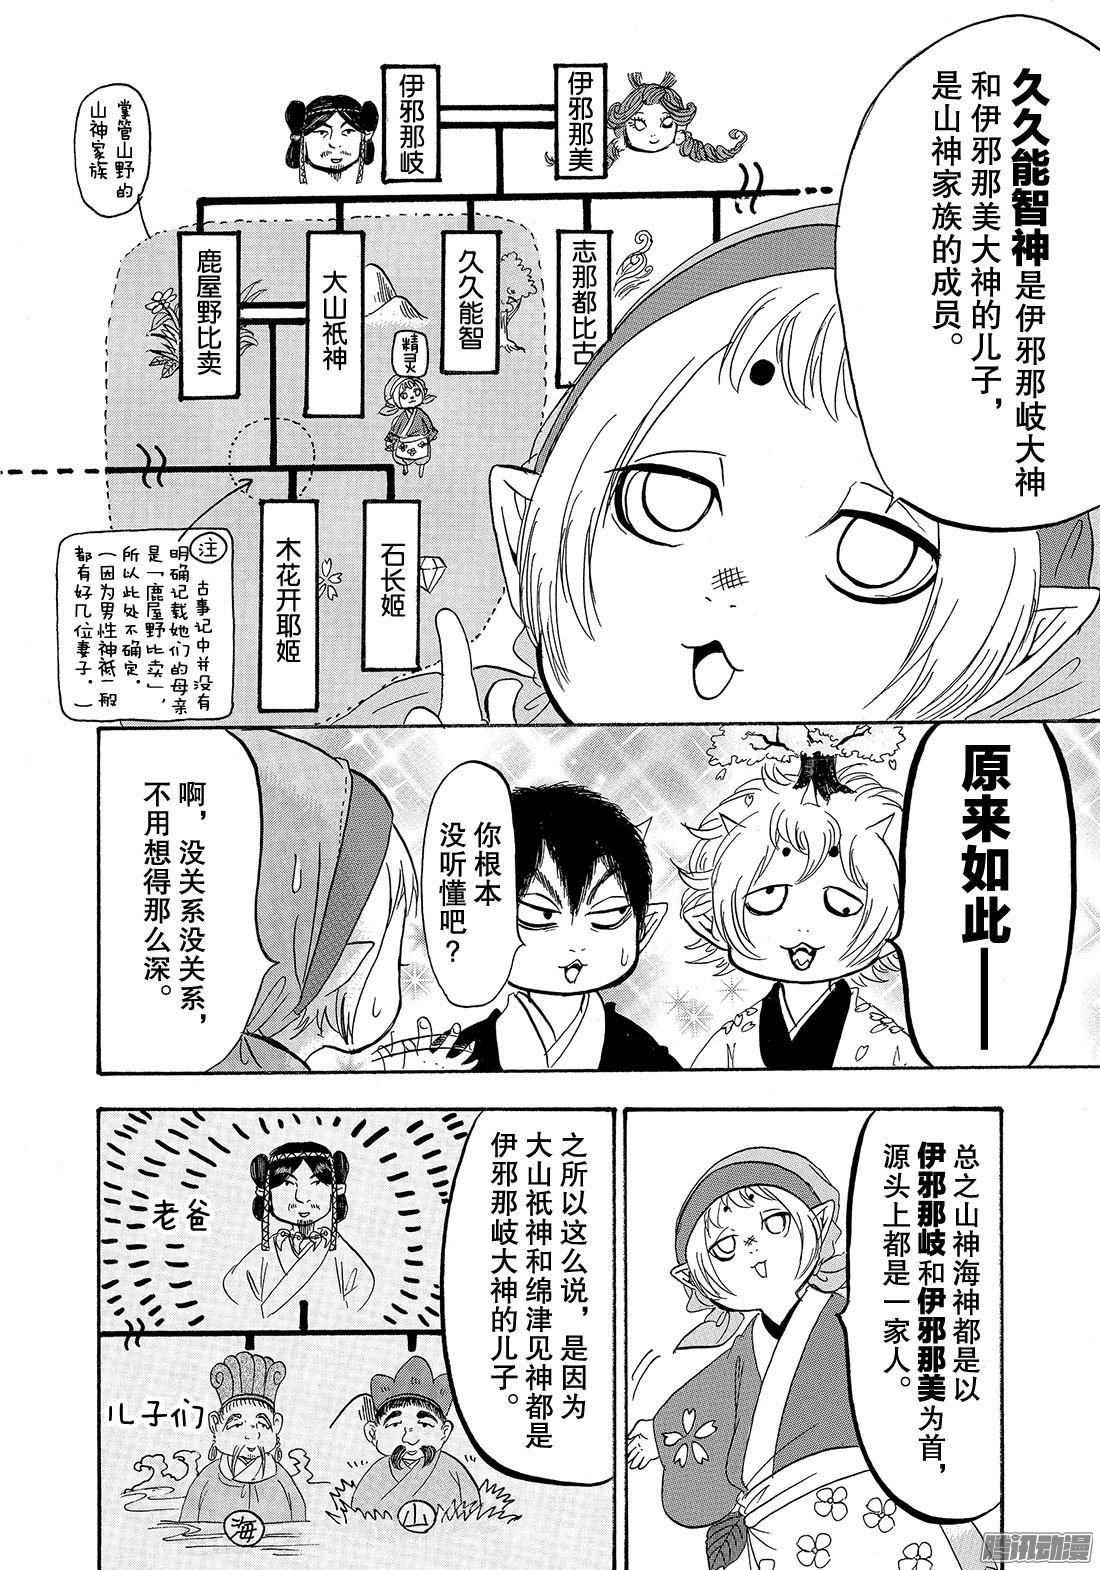 久久能智神是伊邪那岐大神
和伊邪那美大神的儿子，
是山神家族的成员。
伊邪那美
伊邪那岐
掌管山野的
山神家族
志那都比古
久久能智
大山祇神
鹿屋野比卖
精灵
石长姬
木花开耶姬
注
古事记中并没有
明确记载她们的母亲
是「鹿屋野比卖」，
所以此处不确定。
（因为男性神祇一般
都有好几位妻子。）
原来如此——
你根本
没听懂吧？
啊，没关系没关系，
不用想得那么深。
总之山神海神都是以
伊邪那岐和伊邪那美为首，
源头上都是一家人。
之所以这么说，是因为
大山祇神和绵津见神都是
伊邪那岐大神的儿子。
老爸
儿子们
山
海
腾讯动漫